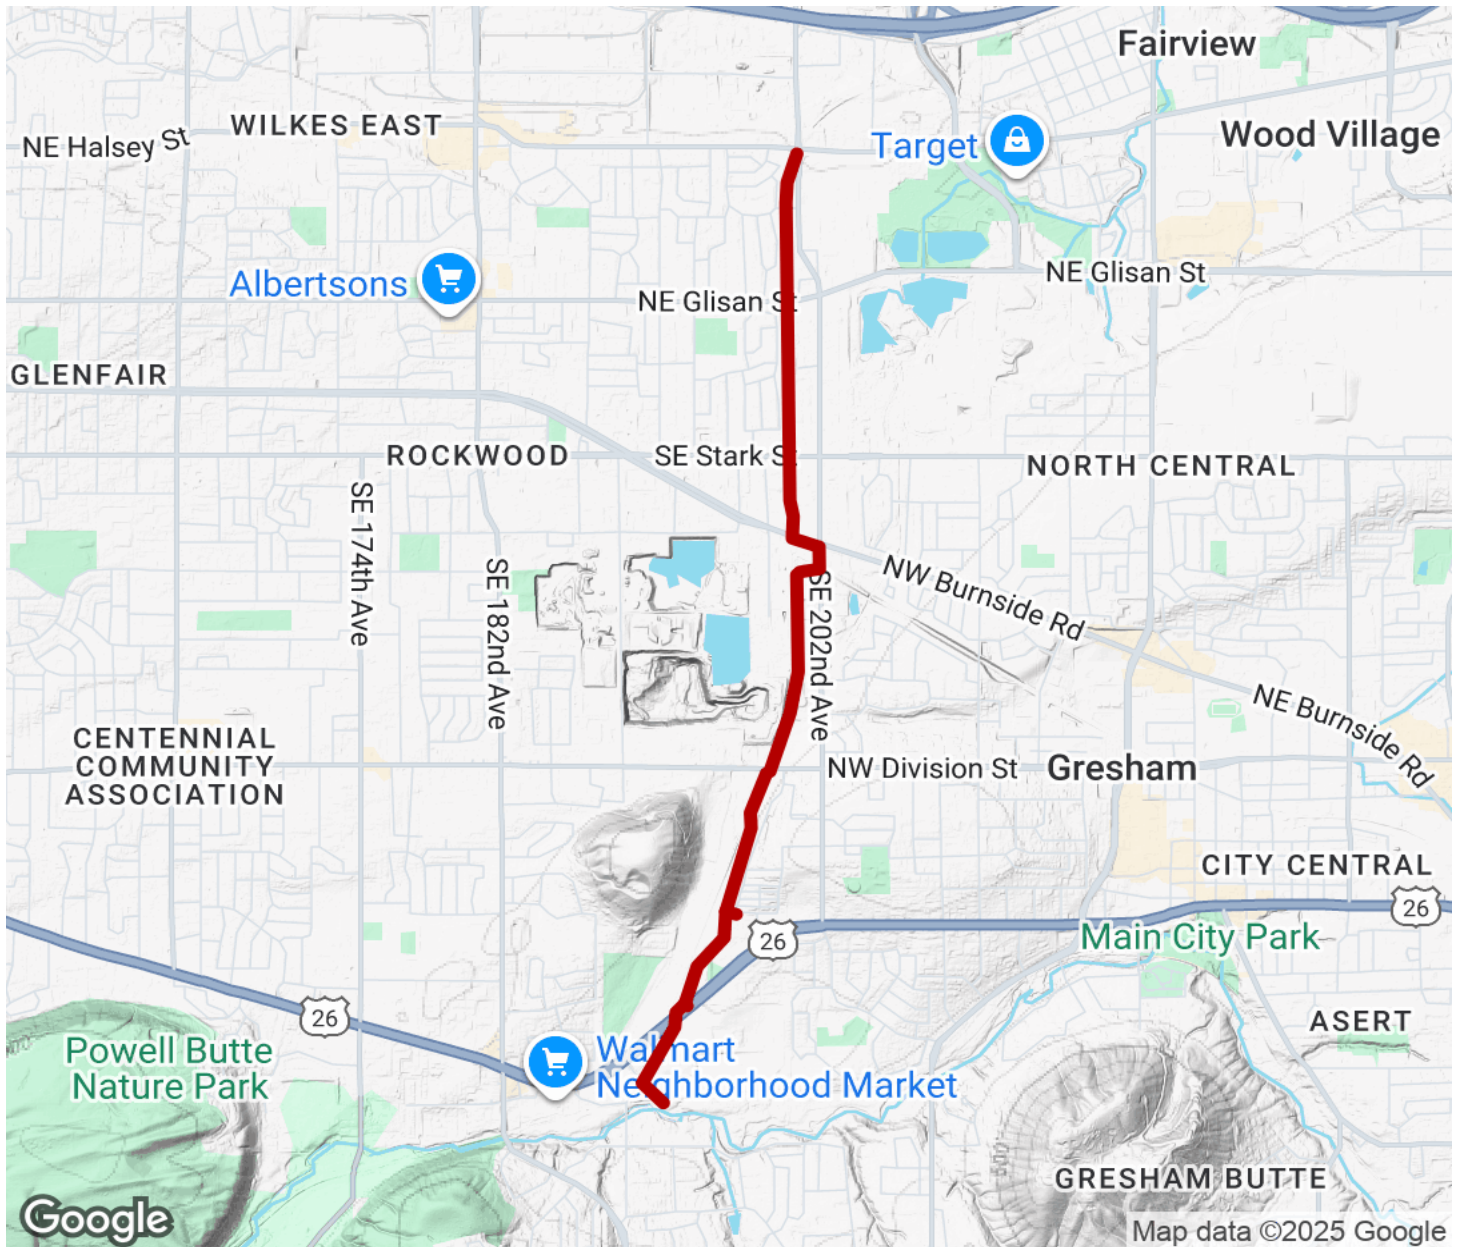 Fairview
WILKES EAST
NE Halsey St
Target
Wood Village
Albertsons
NE Glisan St
NE Glisan St
GLENFAIR
ROCKWOOD
SE Stark St
NORTH CENTRAL
SE 174th Ave
SE 182nd Ave
SE 202nd Ave
NW Burnside Rd
NE Burnside Rd
CENTENNIAL
COMMUNITY
ASSOCIATION
NW Division St
Gresham
CITY CENTRAL
26
26
Main City Park
26
ASERT
Powell Butte
Nature Park
Walmart
Neighborhood Market
GRESHAM BUTTE
Google
Map data ©2025 Google